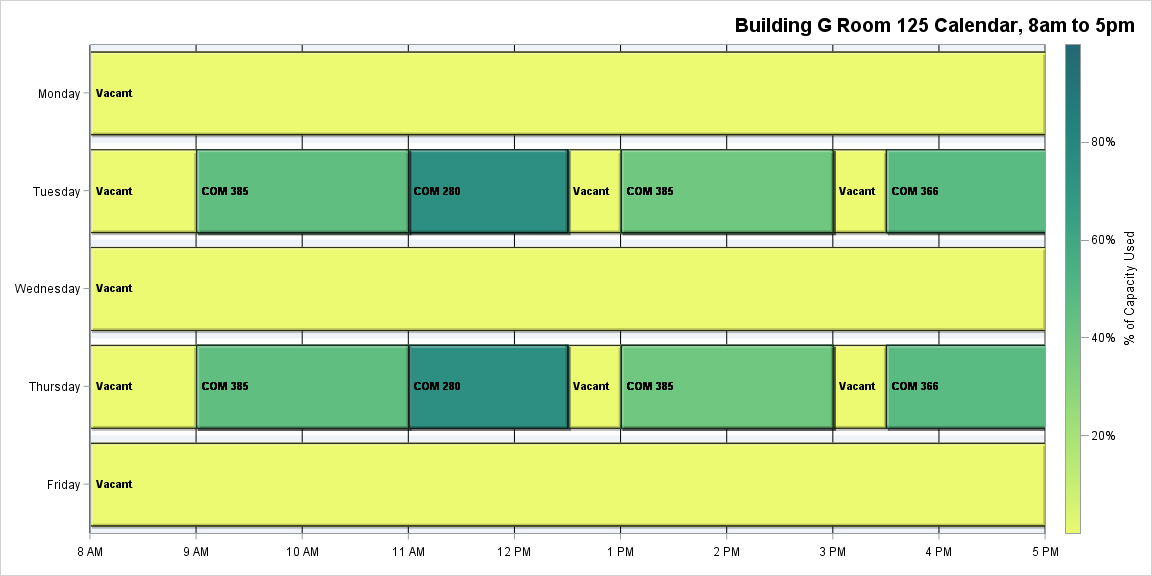 Building G Room 125 Calendar, 8am to 5pm
Monday
Vacant
80%
Tuesday
Vacant
COM 385
COM 280
Vacant
COM 385
Vacant
COM 366
60%
% of Capacity Used
Wednesday
Vacant
40%
Thursday
Vacant
COM 385
COM 280
Vacant
COM 385
Vacant
COM 366
20%
Friday
Vacant
8 AM
9 AM
10 AM
11 AM
12 PM
1 PM
2 PM
3 PM
4 PM
5 PM